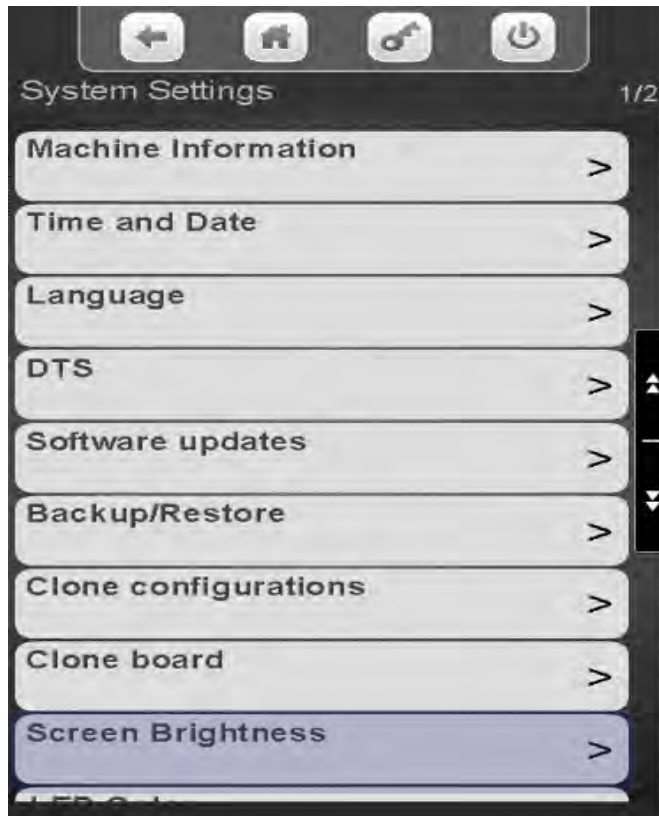 System Settings 1/2
Machine Information >
Time and Date >
Language >
DTS >
Software updates >
Backup/Restore >
Clone configurations >
Clone board >
Screen Brightness >